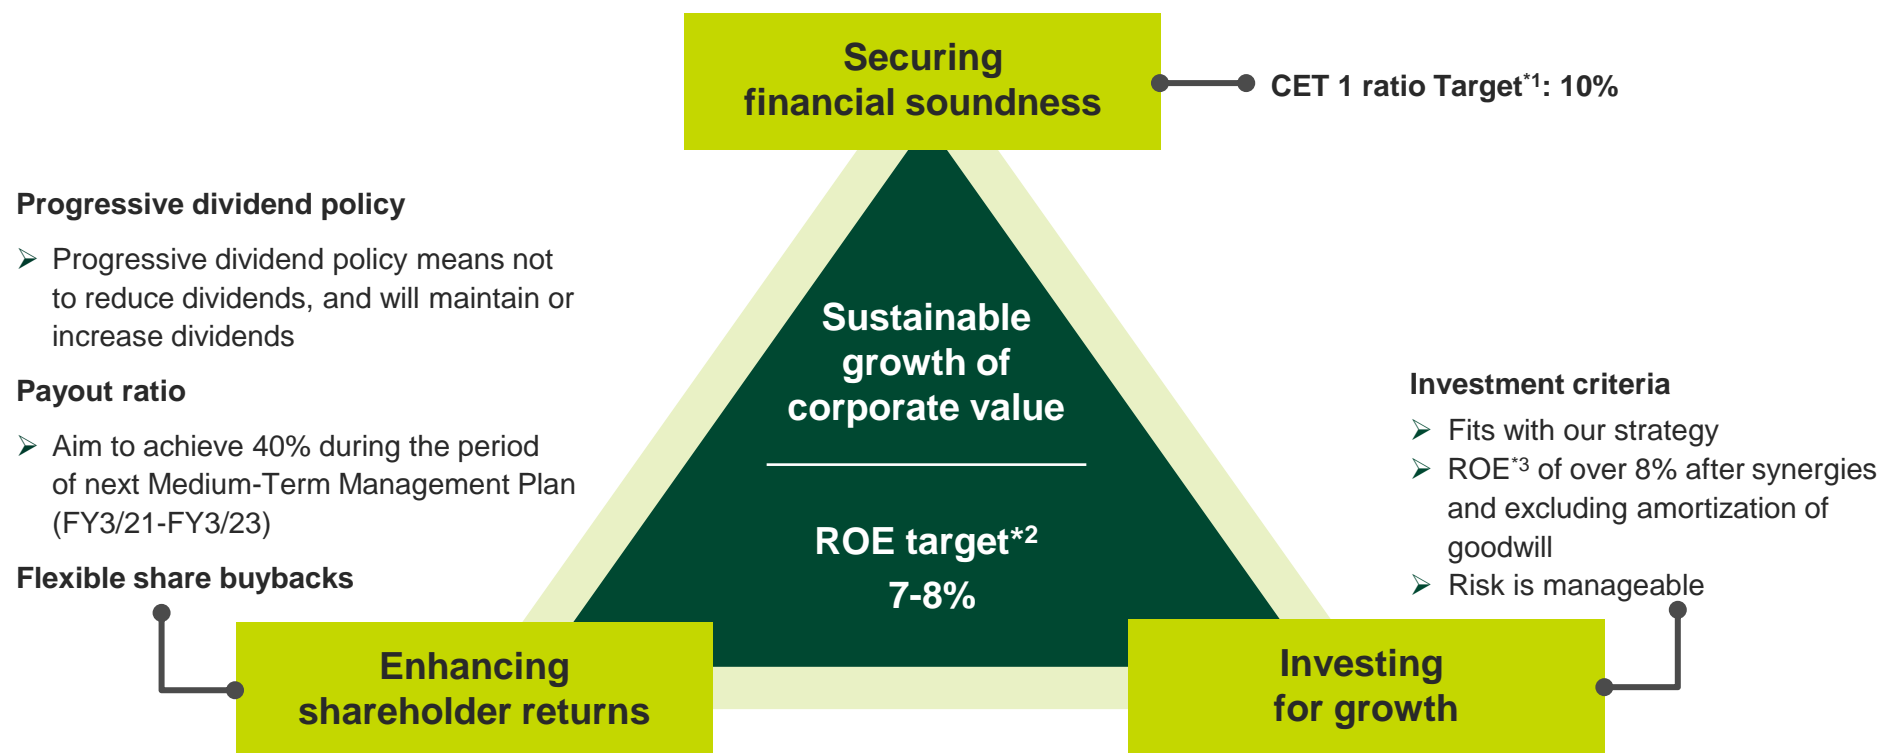 Securing
financial soundness
CET 1 ratio Target*1: 10%
Progressive dividend policy
➢ Progressive dividend policy means not
to reduce dividends, and will maintain or
increase dividends
Payout ratio
➢ Aim to achieve 40% during the period
of next Medium-Term Management Plan
(FY3/21-FY3/23)
Flexible share buybacks
Enhancing
shareholder returns
Sustainable
growth of
corporate value
ROE target*2
7-8%
Investment criteria
➢ Fits with our strategy
➢ ROE*3 of over 8% after synergies
and excluding amortization of
goodwill
➢ Risk is manageable
Investing
for growth